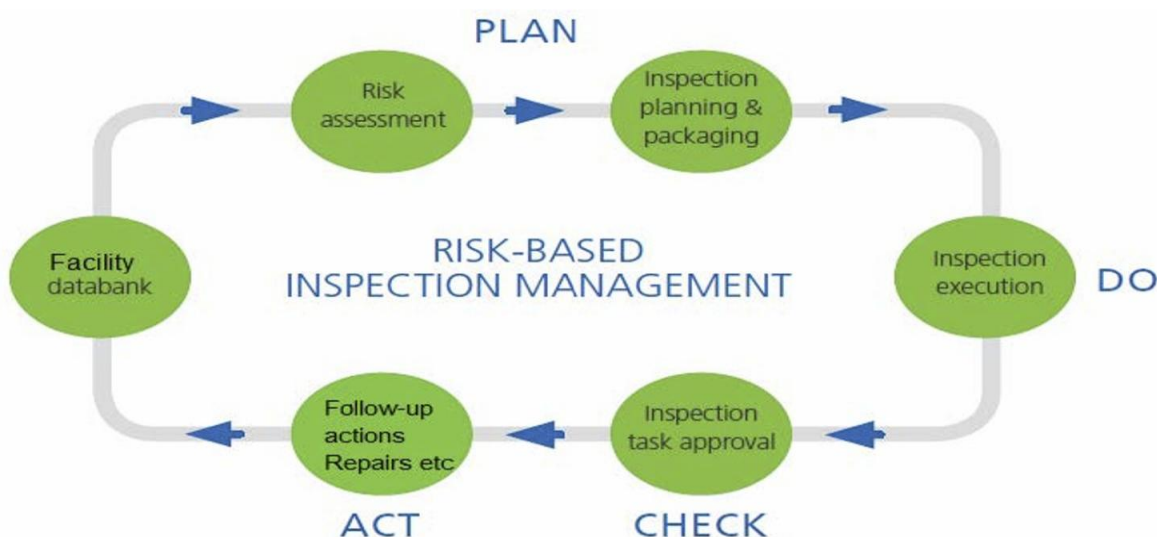 PLAN
Risk
assessment
Inspection
planning &
packaging
Facility
databank
RISK-BASED
INSPECTION MANAGEMENT
Inspection
execution
DO
Follow-up
actions
Repairs etc
Inspection
task approval
ACT
CHECK